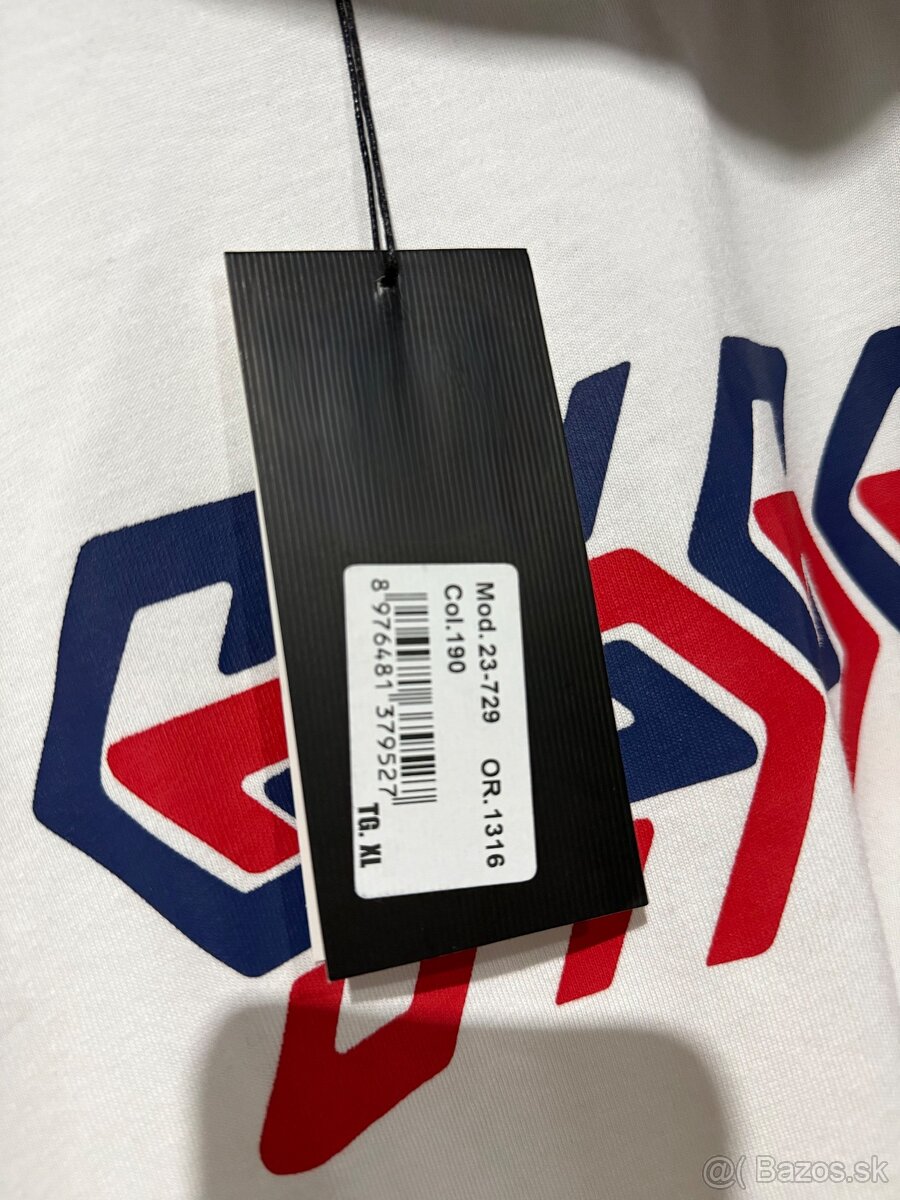 Mod.23-729 OR.1316
Col.190
8 976481 379527
TG. XL
@( Bazos.sk